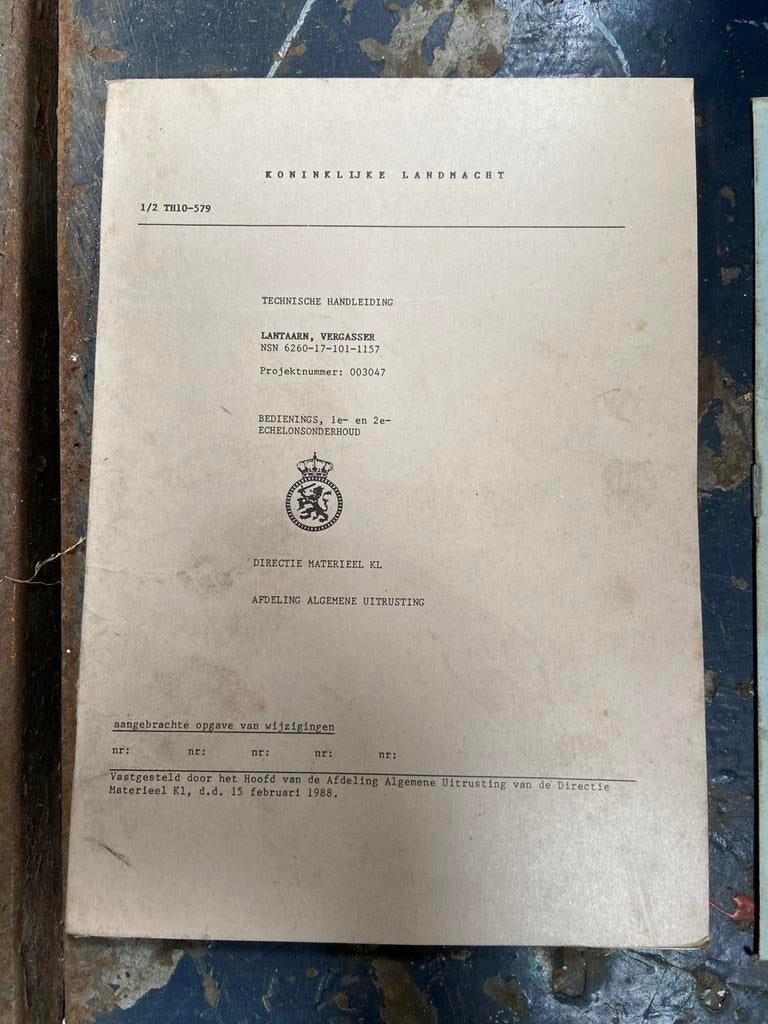 KONINKLIJKE LANDMACHT
1/2 TH10-579
TECHNISCHE HANDLEIDING
LANTAARN, VERGASSER
NSN 6260-17-101-1157
Projektnummer: 003047
BEDIENINGS, 1e- en 2e-
ECHELONSONDERHOUD
DIRECTIE MATERIEEL KL
AFDELING ALGEMENE UITRUSTING
aangebrachte opgave van wijzigingen
nr: nr: nr: nr: nr:
Vastgesteld door het Hoofd van de Afdeling Algemene Uitrusting van de Directie
Materieel Kl, d.d. 15 februari 1988.